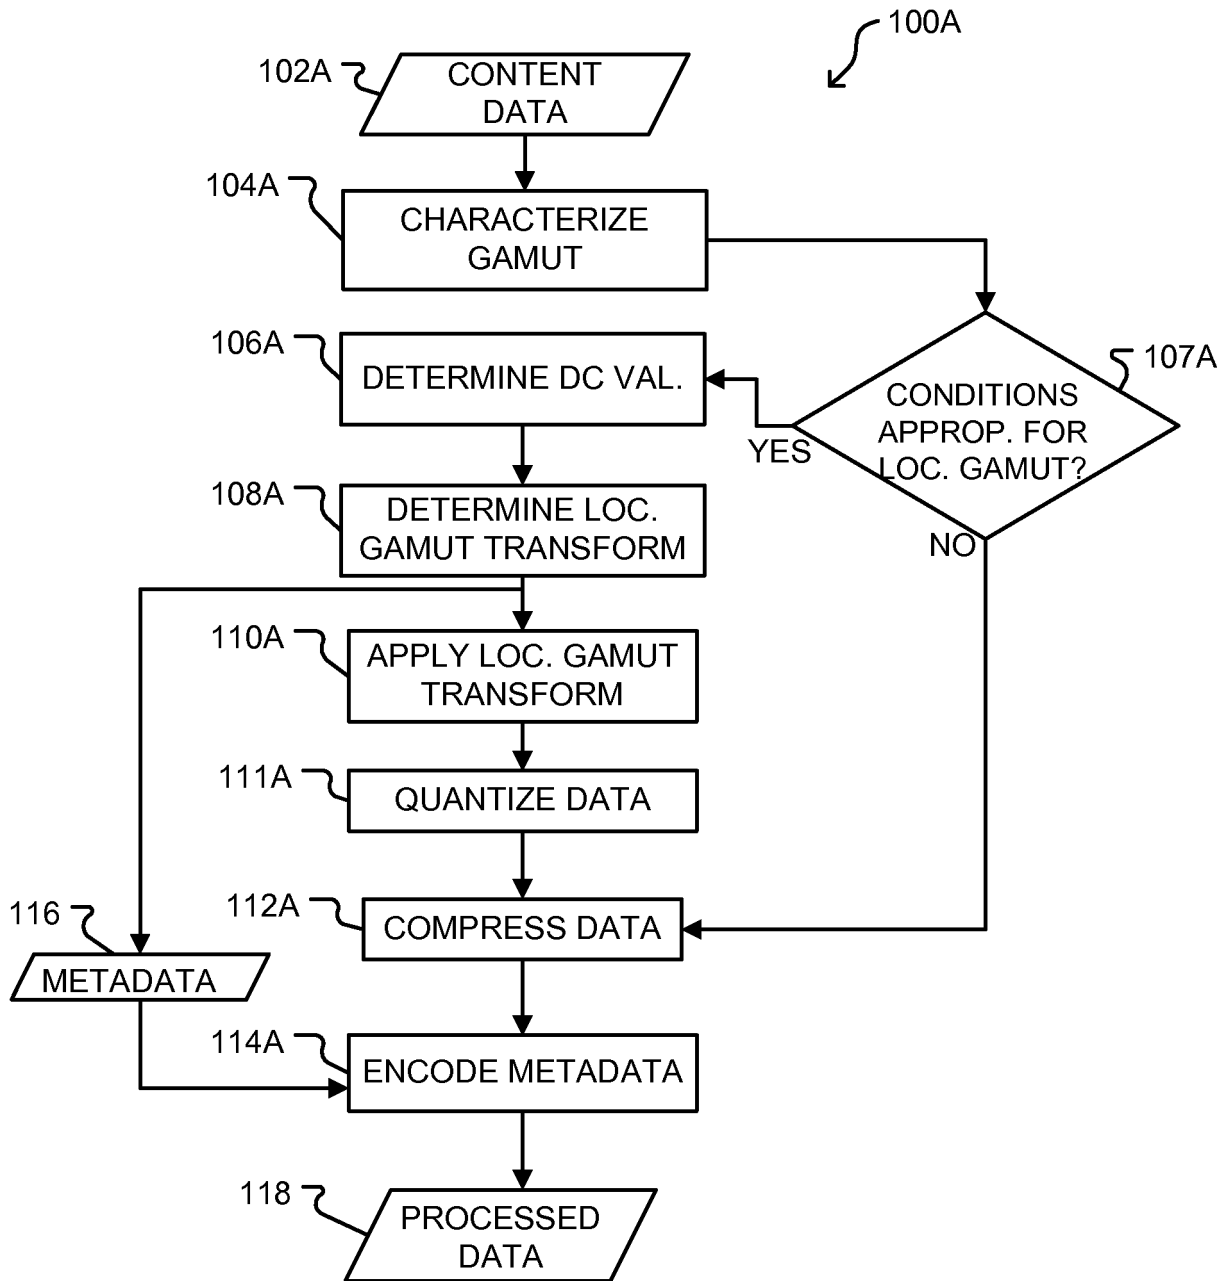 100A
102A
CONTENT
DATA
104A
CHARACTERIZE
GAMUT
106A
DETERMINE DC VAL.
107A
CONDITIONS
APPROP. FOR
LOC. GAMUT?
YES
NO
108A
DETERMINE LOC.
GAMUT TRANSFORM
110A
APPLY LOC. GAMUT
TRANSFORM
111A
QUANTIZE DATA
112A
COMPRESS DATA
116
METADATA
114A
ENCODE METADATA
118
PROCESSED
DATA